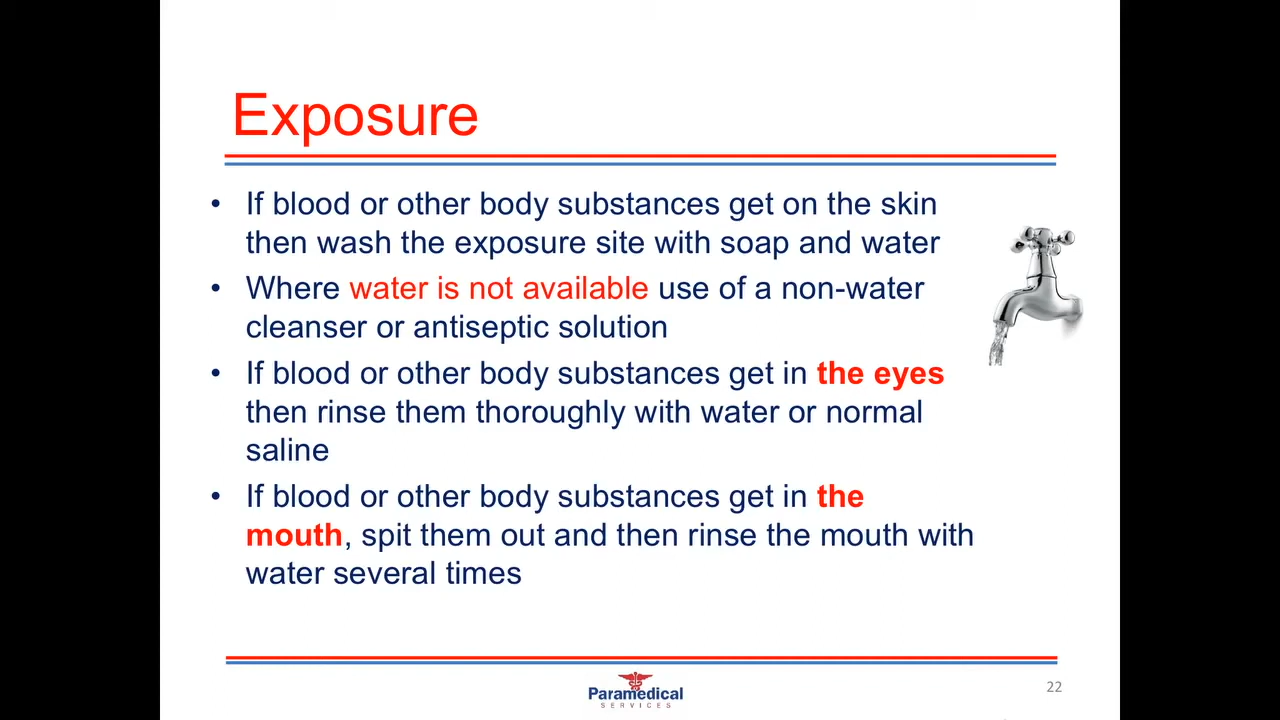 Exposure
• If blood or other body substances get on the skin
then wash the exposure site with soap and water
• Where water is not available use of a non-water
cleanser or antiseptic solution
• If blood or other body substances get in the eyes
then rinse them thoroughly with water or normal
saline
• If blood or other body substances get in the
mouth, spit them out and then rinse the mouth with
water several times
Paramedical
SERVICES
22